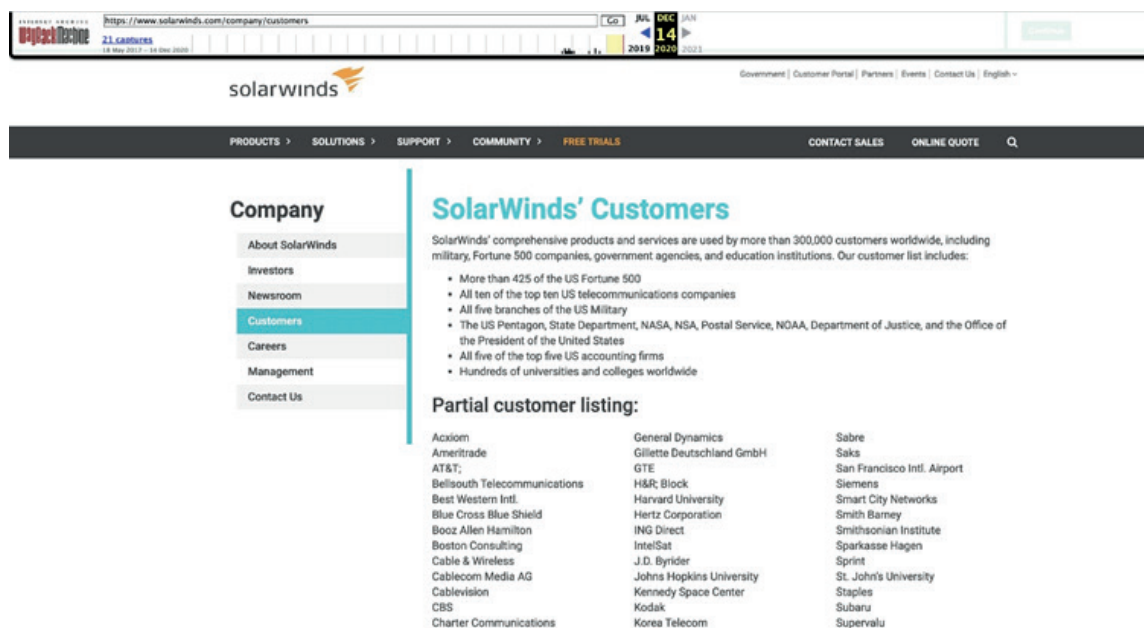 INTERNET ARCHIVE
WayBackMachine
https://www.solarwinds.com/company/customers
Go
JUL DEC JAN
14
2019 2020 2021
21 captures
18 May 2017 – 14 Dec 2020
solarwinds
Government | Customer Portal | Partners | Events | Contact Us | English
PRODUCTS > SOLUTIONS > SUPPORT > COMMUNITY > FREE TRIALS CONTACT SALES ONLINE QUOTE
Company
About SolarWinds
Investors
Newsroom
Customers
Careers
Management
Contact Us
SolarWinds' Customers
SolarWinds' comprehensive products and services are used by more than 300,000 customers worldwide, including
military, Fortune 500 companies, government agencies, and education institutions. Our customer list includes:
• More than 425 of the US Fortune 500
• All ten of the top ten US telecommunications companies
• All five branches of the US Military
• The US Pentagon, State Department, NASA, NSA, Postal Service, NOAA, Department of Justice, and the Office of
the President of the United States
• All five of the top five US accounting firms
• Hundreds of universities and colleges worldwide
Partial customer listing:
Acxiom
Ameritrade
AT&T;
Bellsouth Telecommunications
Best Western Intl.
Blue Cross Blue Shield
Booz Allen Hamilton
Boston Consulting
Cable & Wireless
Cablecom Media AG
Cablevision
CBS
Charter Communications
General Dynamics
Gillette Deutschland GmbH
GTE
H&R; Block
Harvard University
Hertz Corporation
ING Direct
IntelSat
J.D. Byrider
Johns Hopkins University
Kennedy Space Center
Kodak
Korea Telecom
Sabre
Saks
San Francisco Intl. Airport
Siemens
Smart City Networks
Smith Barney
Smithsonian Institute
Sparkasse Hagen
Sprint
St. John's University
Staples
Subaru
Supervalu